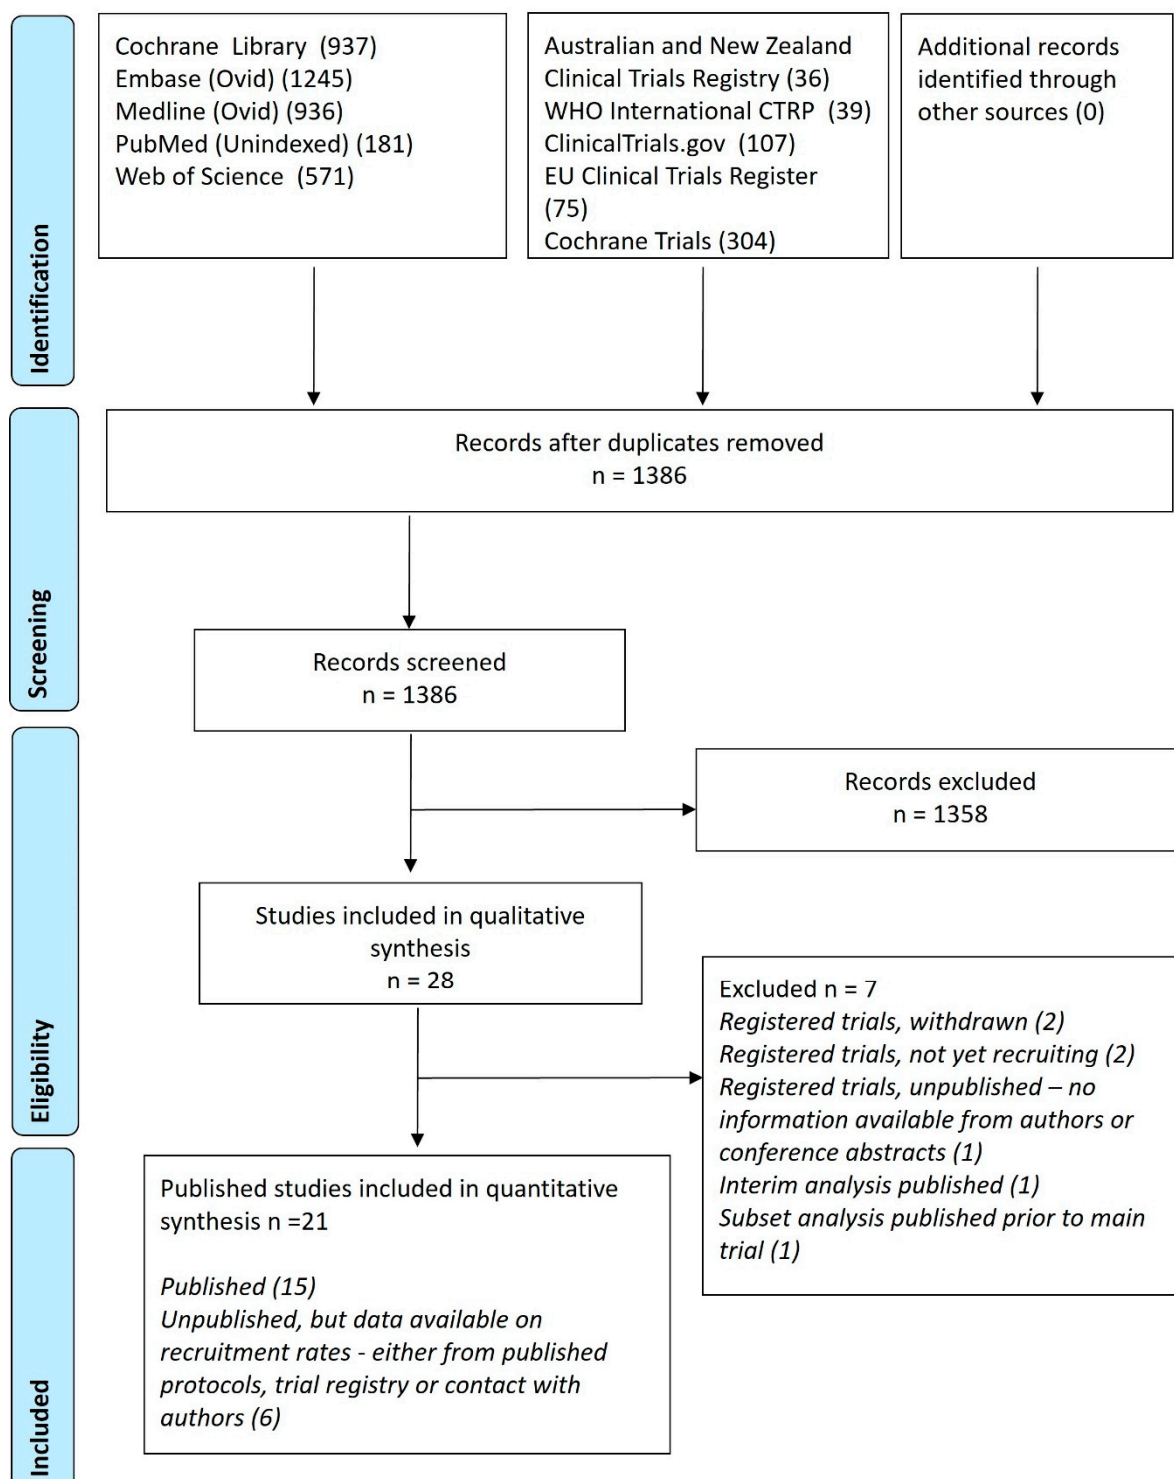 Identification
Cochrane Library (937)
Embase (Ovid) (1245)
Medline (Ovid) (936)
PubMed (Unindexed) (181)
Web of Science (571)
Australian and New Zealand
Clinical Trials Registry (36)
WHO International CTRP (39)
ClinicalTrials.gov (107)
EU Clinical Trials Register
(75)
Cochrane Trials (304)
Additional records
identified through
other sources (0)
Screening
Records after duplicates removed
n = 1386
Records screened
n = 1386
Eligibility
Records excluded
n = 1358
Studies included in qualitative
synthesis
n = 28
Excluded n = 7
Registered trials, withdrawn (2)
Registered trials, not yet recruiting (2)
Registered trials, unpublished – no
information available from authors or
conference abstracts (1)
Interim analysis published (1)
Subset analysis published prior to main
trial (1)
Included
Published studies included in quantitative
synthesis n =21
Published (15)
Unpublished, but data available on
recruitment rates - either from published
protocols, trial registry or contact with
authors (6)